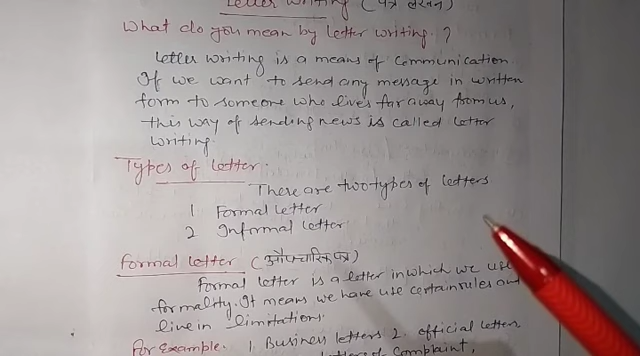 Letter Writing (पत्र लेखन)
What do you mean by letter writing?
Letter writing is a means of communication.
If we want to send any message in written
form to someone who lives far away from us,
this way of sending news is called letter
writing.
Types of letter.
There are two types of letters
1 Formal letter
2 Informal letter
Formal letter (औपचारिक पत्र)
Formal letter is a letter in which we use
formality. It means we have use certain rules and
live in limitations.
For Example. 1. Business letters 2. official letter
of Complaint,